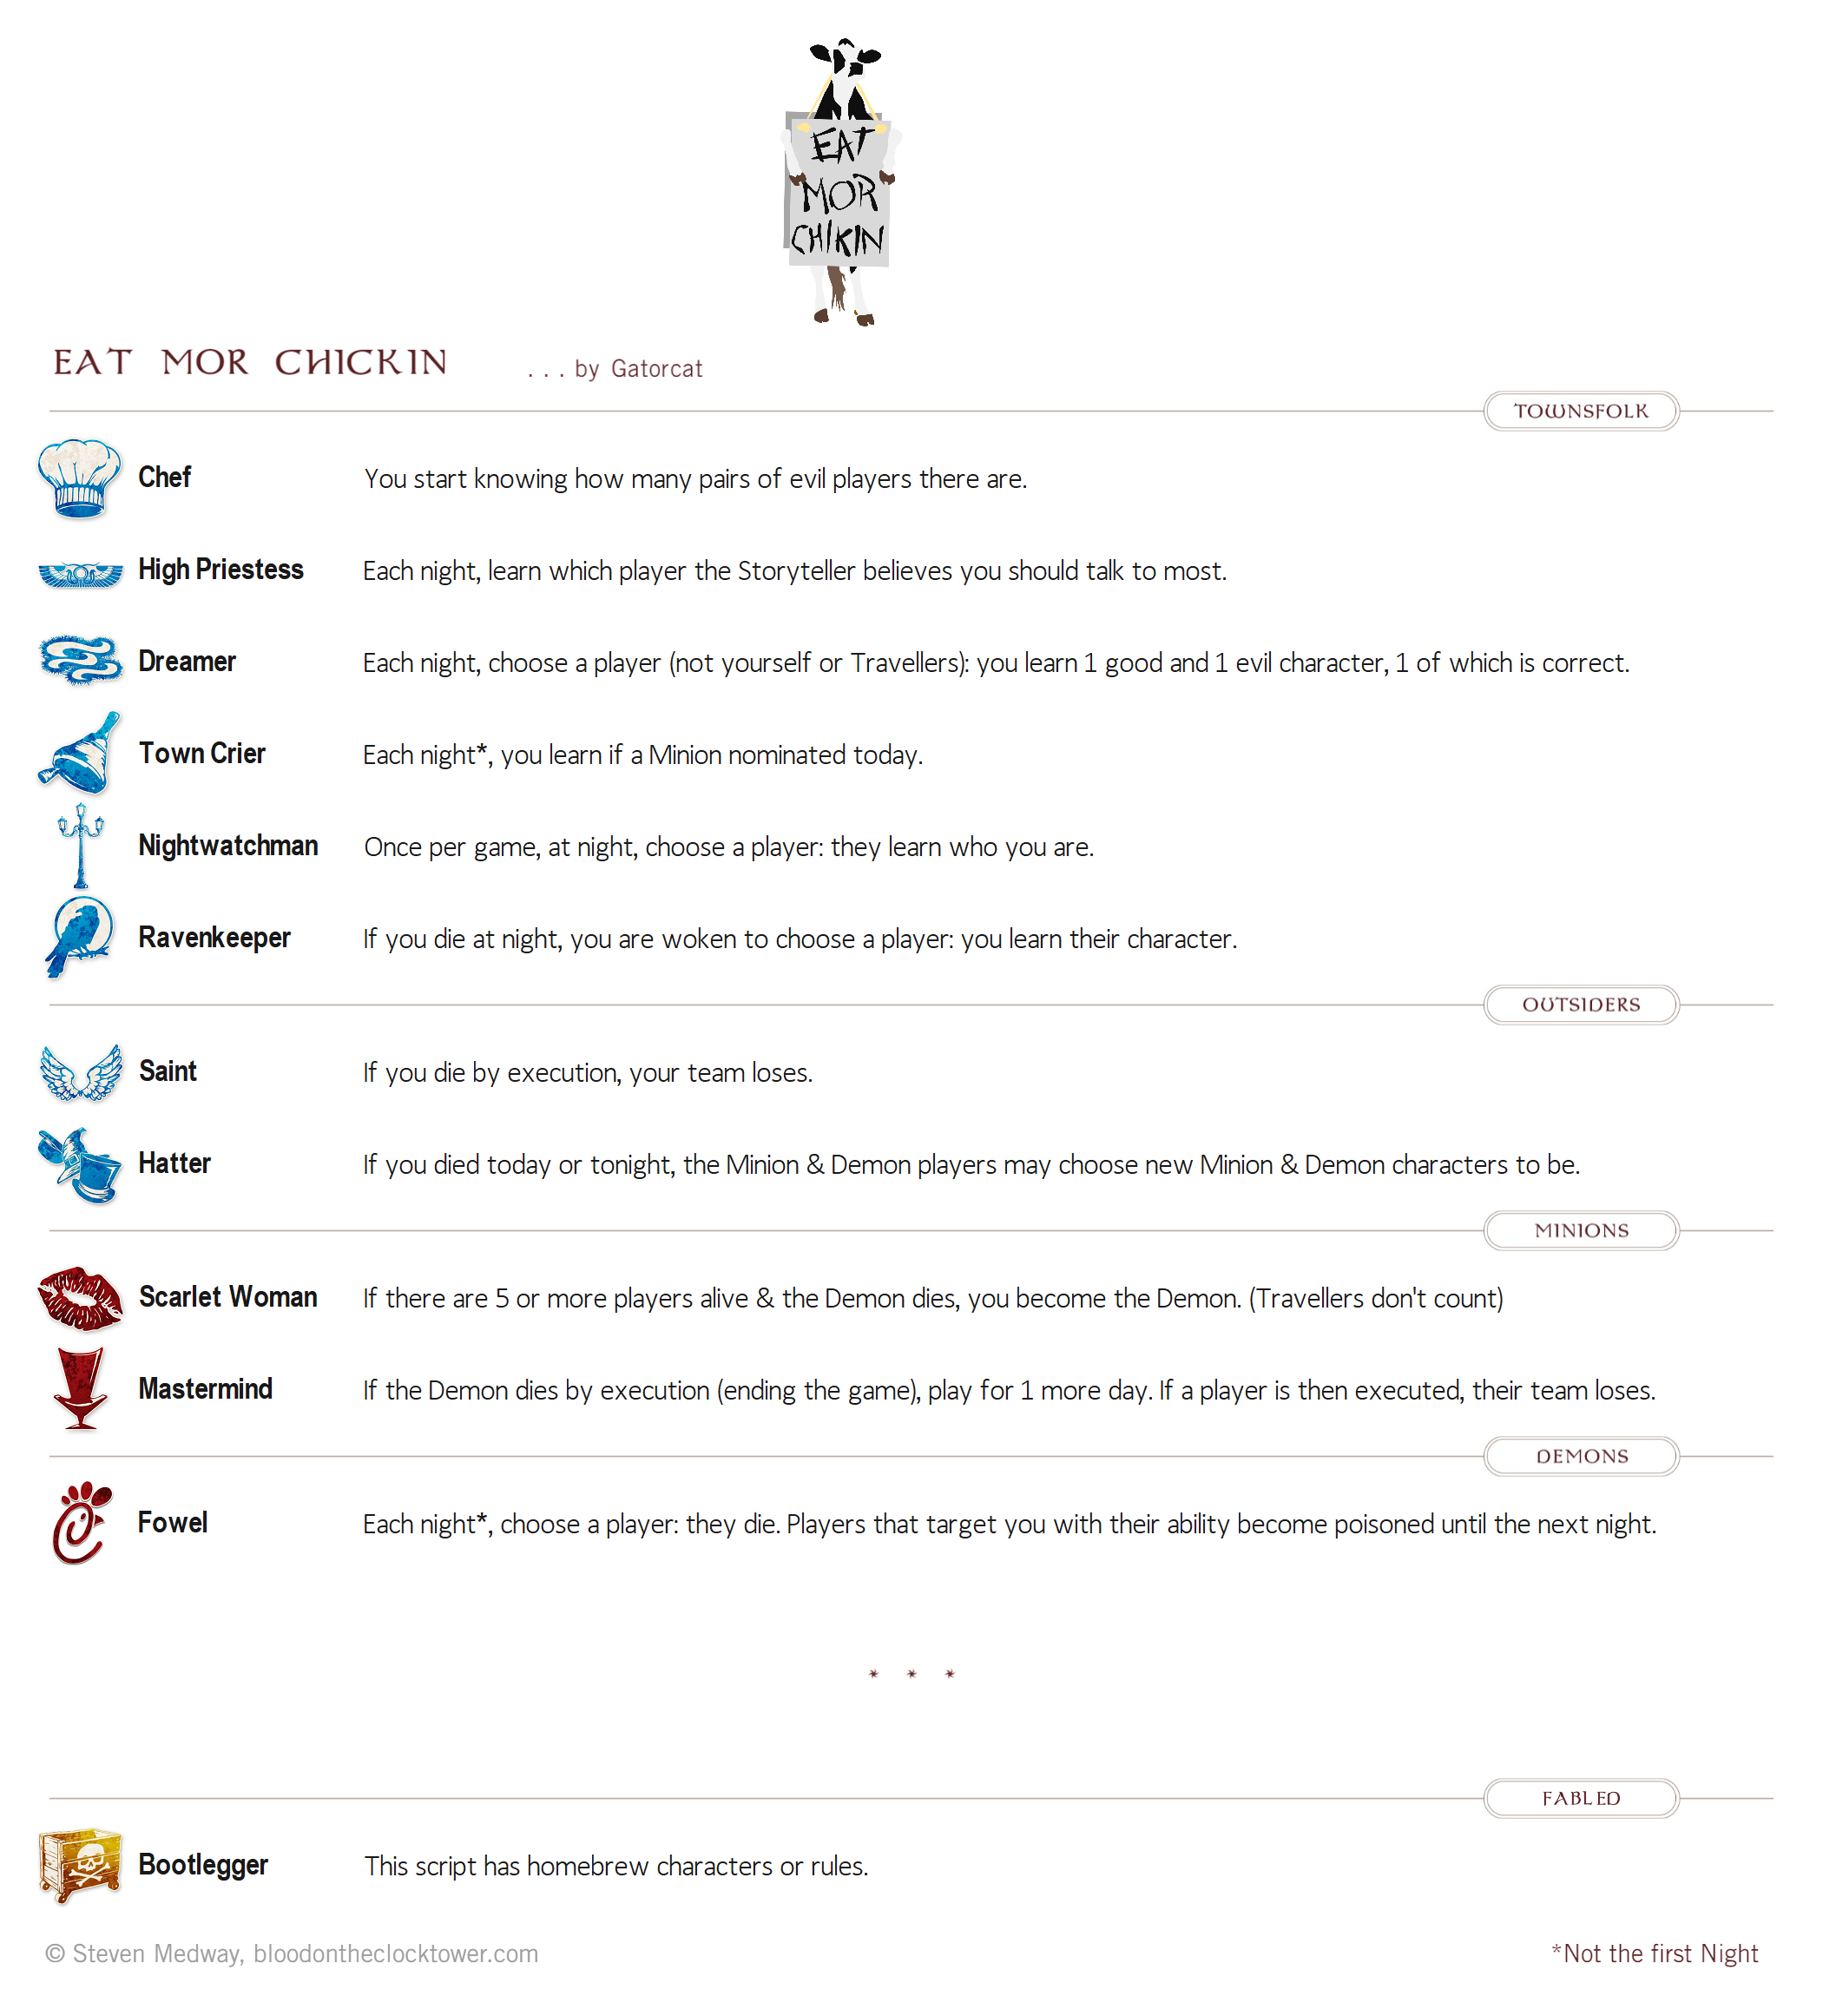 EAT
MOR
CHIKIN
EAT MOR CHICKIN ... by Gatorcat
TOWNSFOLK
Chef You start knowing how many pairs of evil players there are.
High Priestess Each night, learn which player the Storyteller believes you should talk to most.
Dreamer Each night, choose a player (not yourself or Travellers): you learn 1 good and 1 evil character, 1 of which is correct.
Town Crier Each night*, you learn if a Minion nominated today.
Nightwatchman Once per game, at night, choose a player: they learn who you are.
Ravenkeeper If you die at night, you are woken to choose a player: you learn their character.
OUTSIDERS
Saint If you die by execution, your team loses.
Hatter If you died today or tonight, the Minion & Demon players may choose new Minion & Demon characters to be.
MINIONS
Scarlet Woman If there are 5 or more players alive & the Demon dies, you become the Demon. (Travellers don't count)
Mastermind If the Demon dies by execution (ending the game), play for 1 more day. If a player is then executed, their team loses.
DEMONS
Fowel Each night*, choose a player: they die. Players that target you with their ability become poisoned until the next night.
* * *
FABLED
Bootlegger This script has homebrew characters or rules.
© Steven Medway, bloodontheclocktower.com *Not the first Night